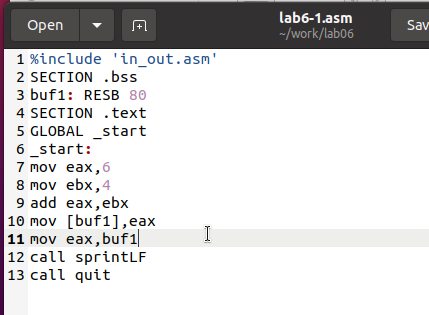 Open
lab6-1.asm
~/work/lab06
Sav
1 %include 'in_out.asm'
2 SECTION .bss
3 buf1: RESB 80
4 SECTION .text
5 GLOBAL _start
6 _start:
7 mov eax,6
8 mov ebx,4
9 add eax,ebx
10 mov [buf1],eax
11 mov eax,buf1
12 call sprintLF
13 call quit